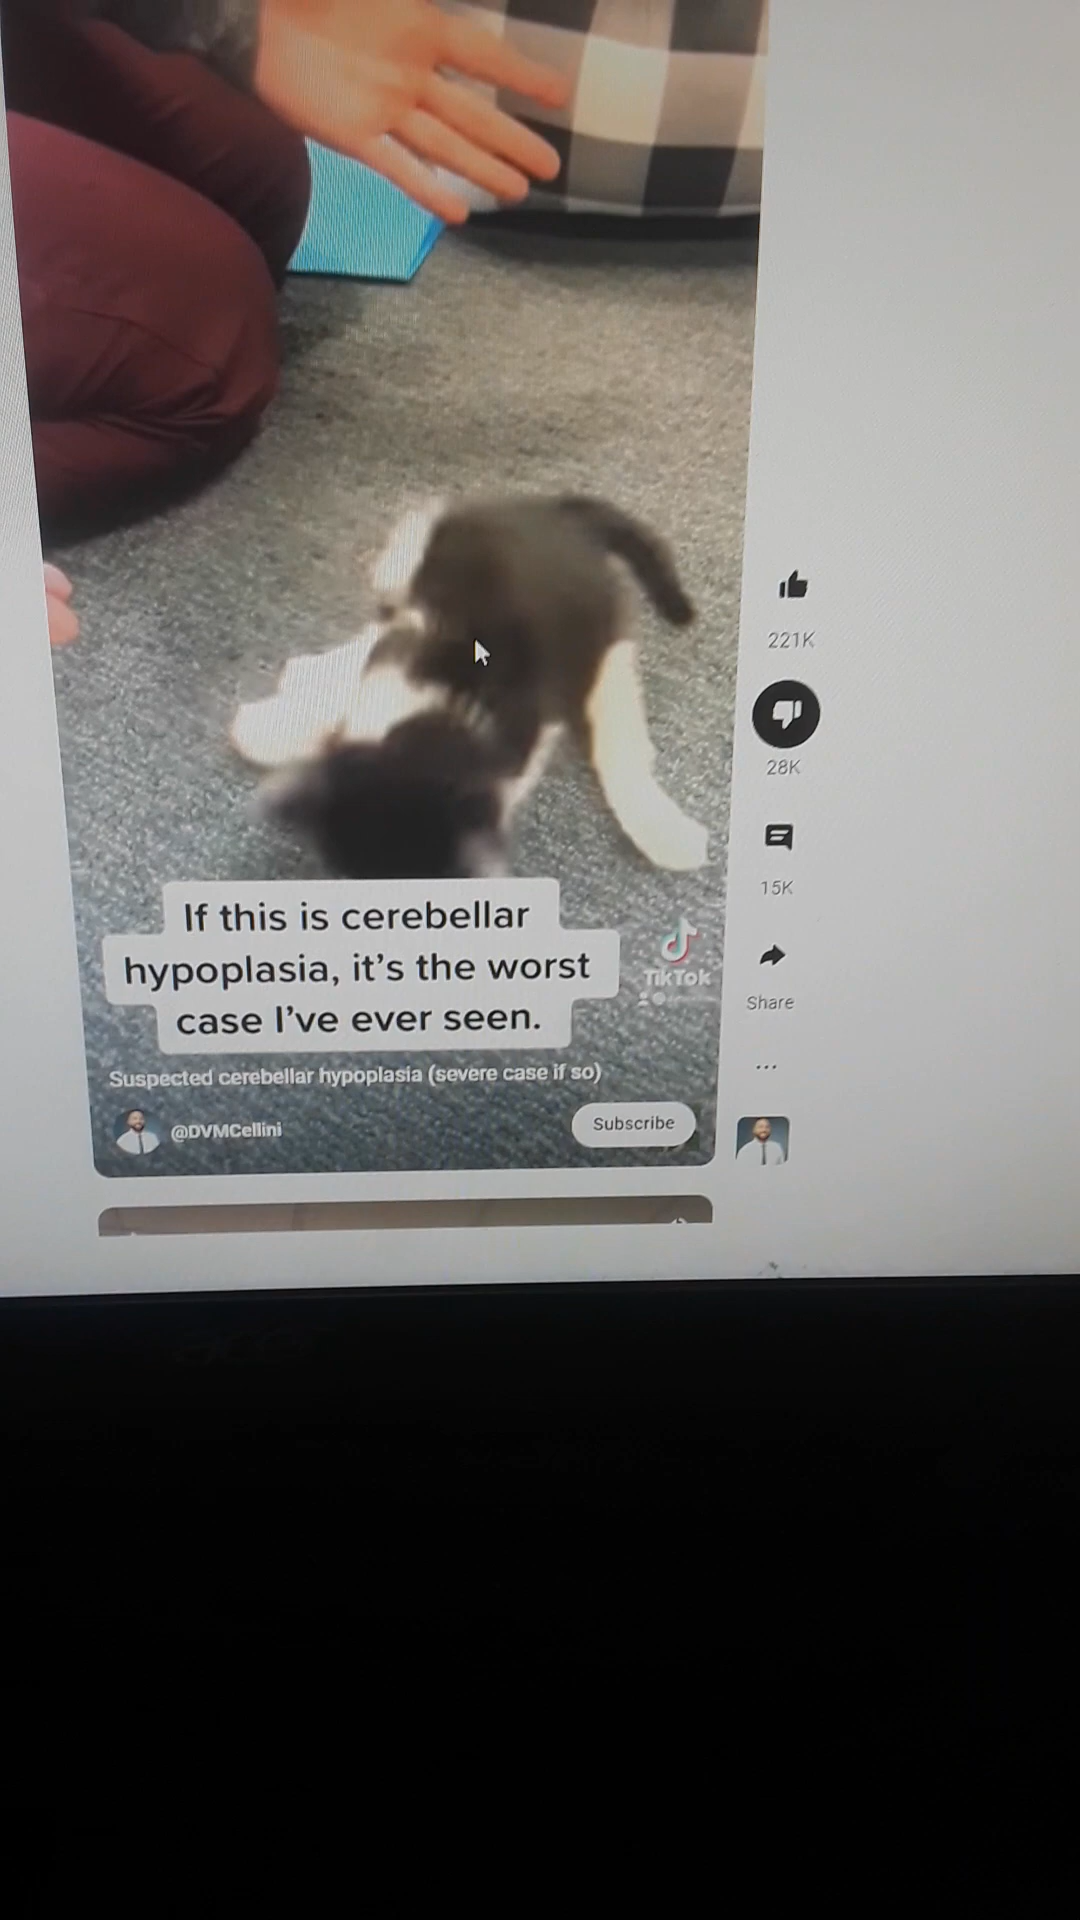 If this is cerebellar
hypoplasia, it's the worst
case I've ever seen.
TikTok
Suspected cerebellar hypoplasia (severe case if so)
@DVMCellini
Subscribe
221K
28K
15K
Share
...